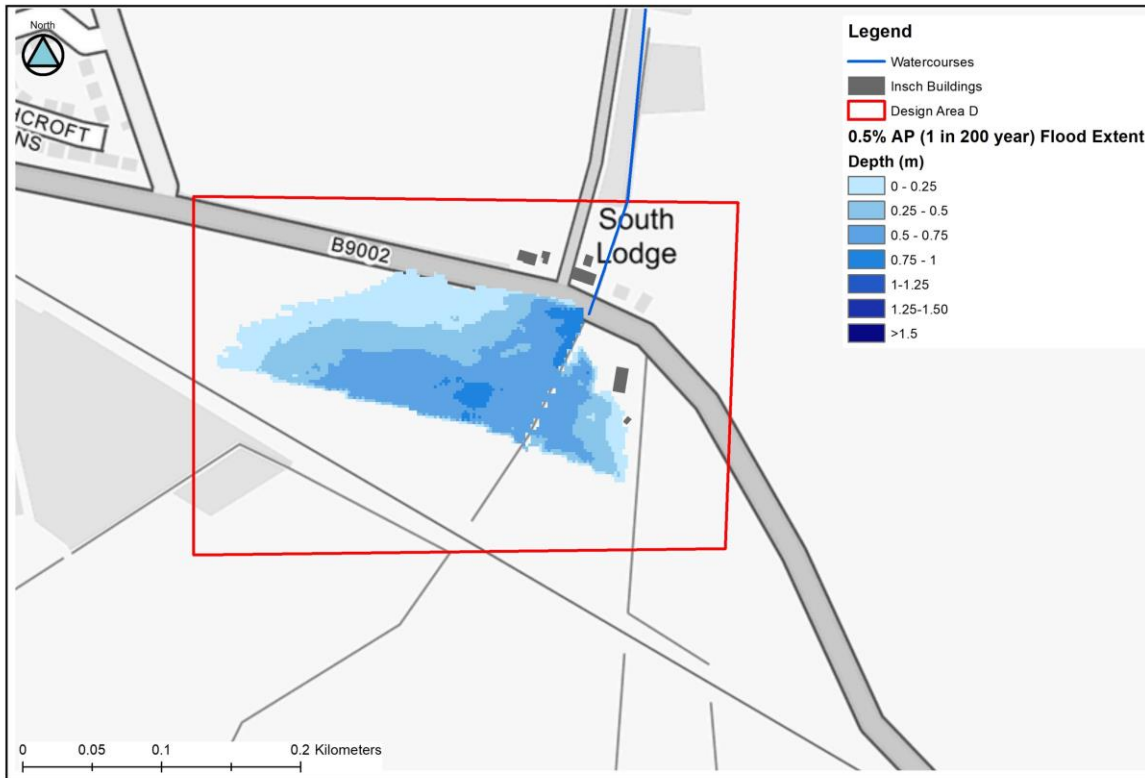 North
HCROFT
NS
B9002
South
Lodge
Legend
Watercourses
Insch Buildings
Design Area D
0.5% AP (1 in 200 year) Flood Extent
Depth (m)
0 - 0.25
0.25 - 0.5
0.5 - 0.75
0.75 - 1
1-1.25
1.25-1.50
>1.5
0 0.05 0.1 0.2 Kilometers